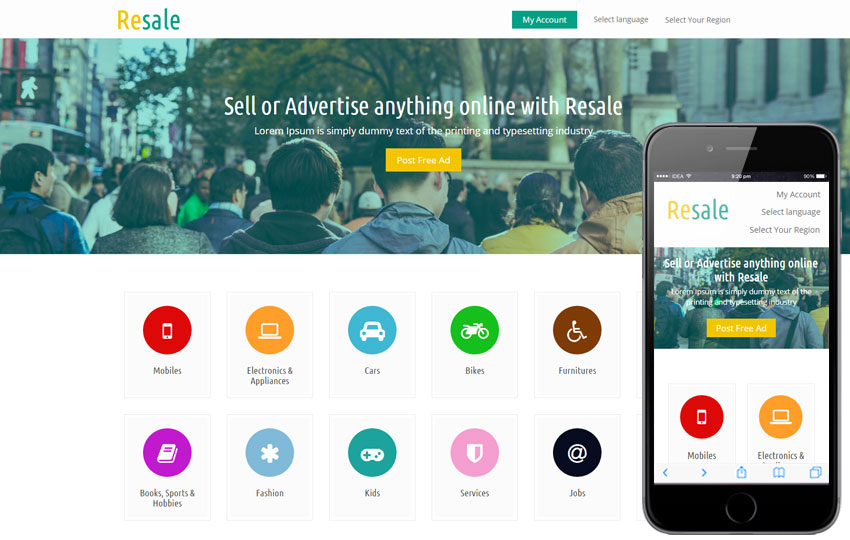 Resale
My Account
Select language
Select Your Region
Sell or Advertise anything online with Resale
Lorem Ipsum is simply dummy text of the printing and typesetting industry
Post Free Ad
Mobiles
Electronics &
Appliances
Cars
Bikes
Furnitures
Books, Sports &
Hobbies
Fashion
Kids
Services
@
Jobs
IDEA
9:20 pm
90%
Resale
My Account
Select language
Select Your Region
Sell or Advertise anything online
with Resale
Lorem Ipsum is simply dummy text of the
printing and typesetting industry
Post Free Ad
Mobiles
Electronics &